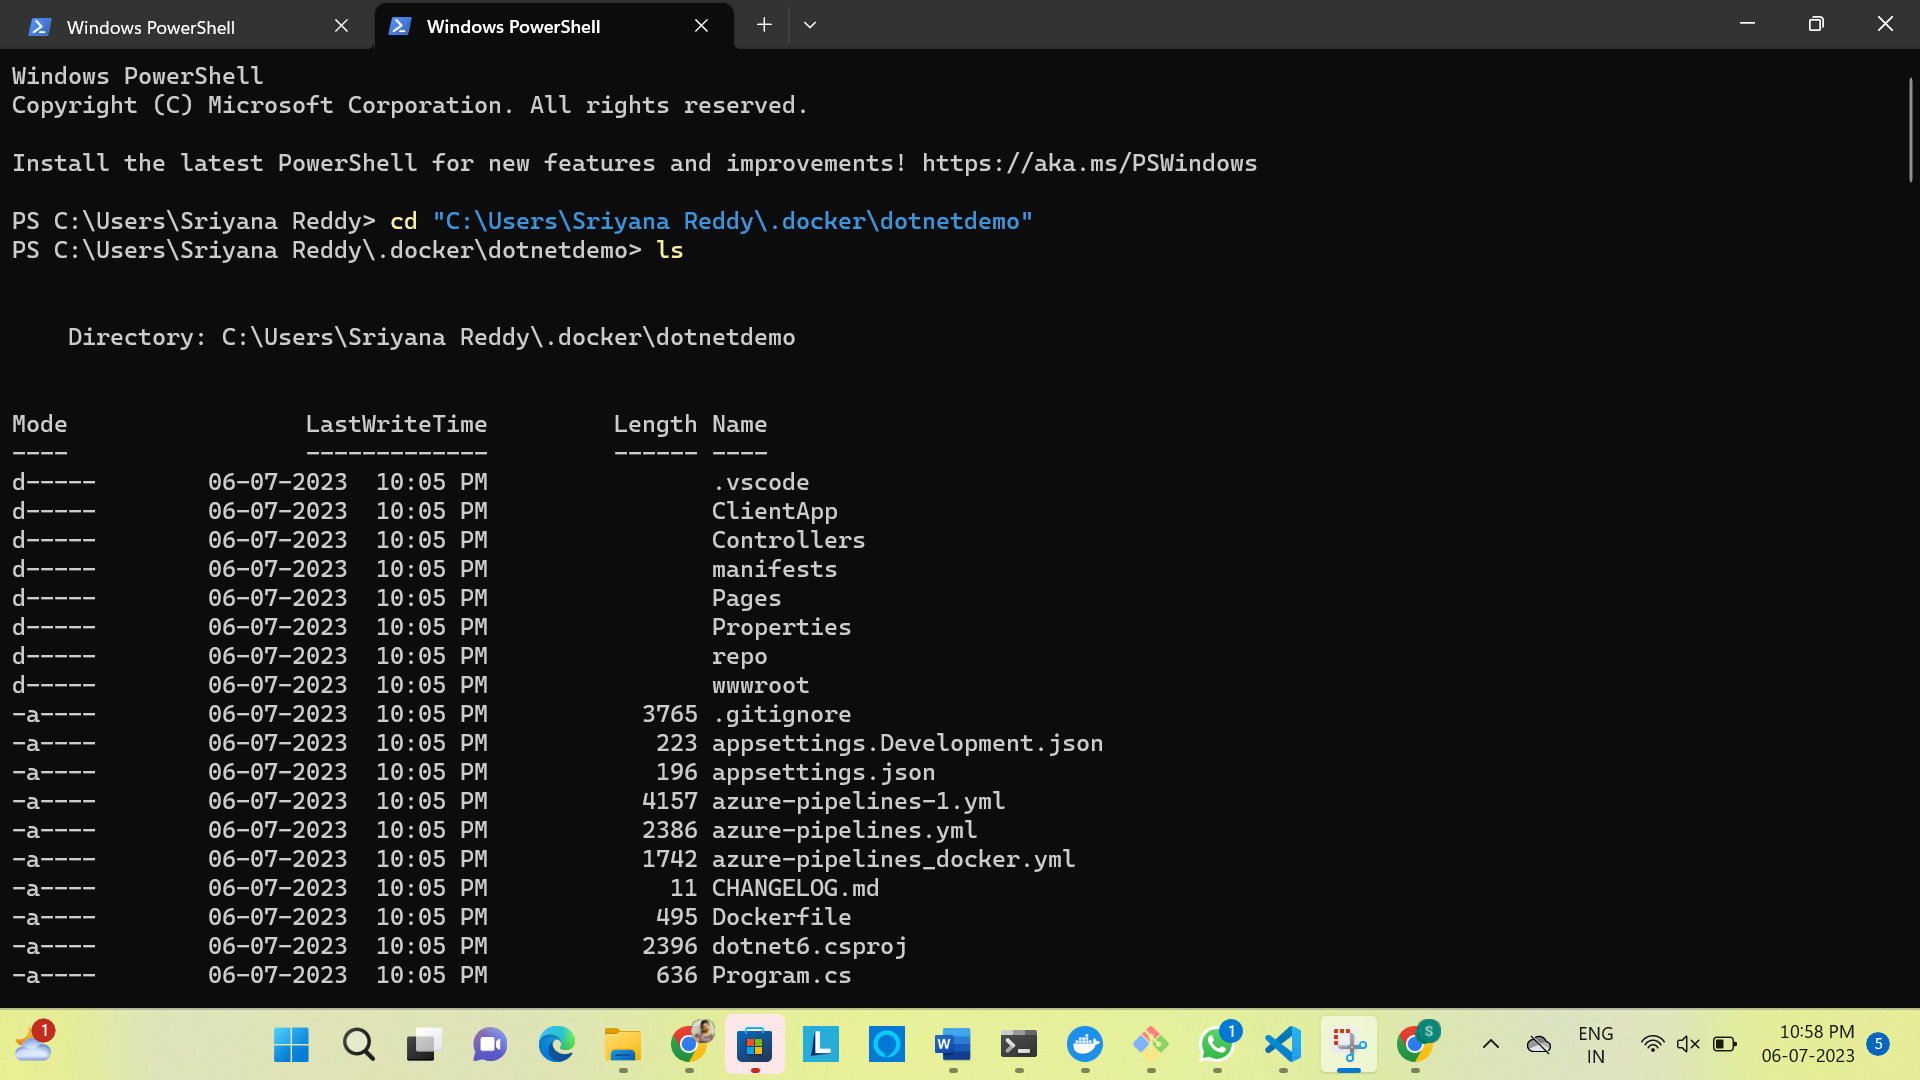 Windows PowerShell
Windows PowerShell
Windows PowerShell
Copyright (C) Microsoft Corporation. All rights reserved.
Install the latest PowerShell for new features and improvements! https://aka.ms/PSWindows
PS C:\Users\Sriyana Reddy> cd "C:\Users\Sriyana Reddy\.docker\dotnetdemo"
PS C:\Users\Sriyana Reddy\.docker\dotnetdemo> ls
Directory: C:\Users\Sriyana Reddy\.docker\dotnetdemo
Mode LastWriteTime Length Name
---- ------------- ------ ----
d----- 06-07-2023 10:05 PM .vscode
d----- 06-07-2023 10:05 PM ClientApp
d----- 06-07-2023 10:05 PM Controllers
d----- 06-07-2023 10:05 PM manifests
d----- 06-07-2023 10:05 PM Pages
d----- 06-07-2023 10:05 PM Properties
d----- 06-07-2023 10:05 PM repo
d----- 06-07-2023 10:05 PM wwwroot
-a---- 06-07-2023 10:05 PM 3765 .gitignore
-a---- 06-07-2023 10:05 PM 223 appsettings.Development.json
-a---- 06-07-2023 10:05 PM 196 appsettings.json
-a---- 06-07-2023 10:05 PM 4157 azure-pipelines-1.yml
-a---- 06-07-2023 10:05 PM 2386 azure-pipelines.yml
-a---- 06-07-2023 10:05 PM 1742 azure-pipelines_docker.yml
-a---- 06-07-2023 10:05 PM 11 CHANGELOG.md
-a---- 06-07-2023 10:05 PM 495 Dockerfile
-a---- 06-07-2023 10:05 PM 2396 dotnet6.csproj
-a---- 06-07-2023 10:05 PM 636 Program.cs
1
L
W
1
S
ENG
IN
10:58 PM
06-07-2023
5